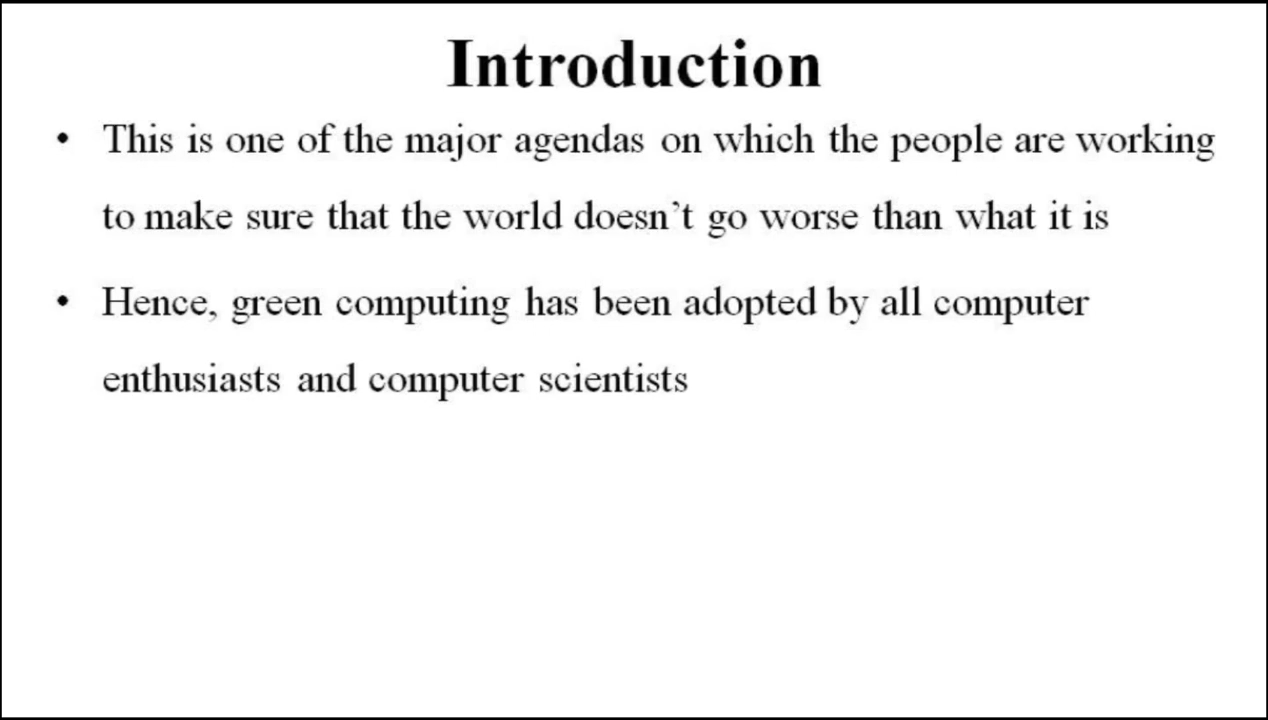 Introduction
• This is one of the major agendas on which the people are working
to make sure that the world doesn’t go worse than what it is
• Hence, green computing has been adopted by all computer
enthusiasts and computer scientists